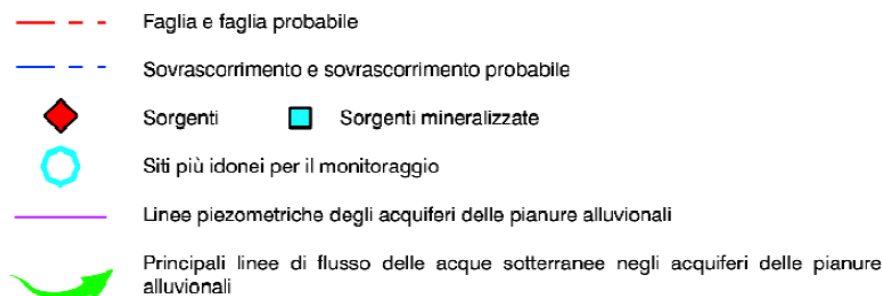 Faglia e faglia probabile
Sovrascorrimento e sovrascorrimento probabile
Sorgenti Sorgenti mineralizzate
Siti più idonei per il monitoraggio
Linee piezometriche degli acquiferi delle pianure alluvionali
Principali linee di flusso delle acque sotterranee negli acquiferi delle pianure
alluvionali